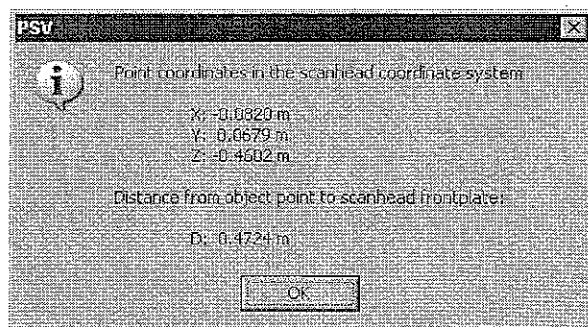 PSV
Point coordinates in the scanhead coordinate system
X: -0.0820 m
Y: 0.0679 m
Z: -0.4602 m
Distance from object point to scanhead frontplate:
D: 0.4724 m
OK